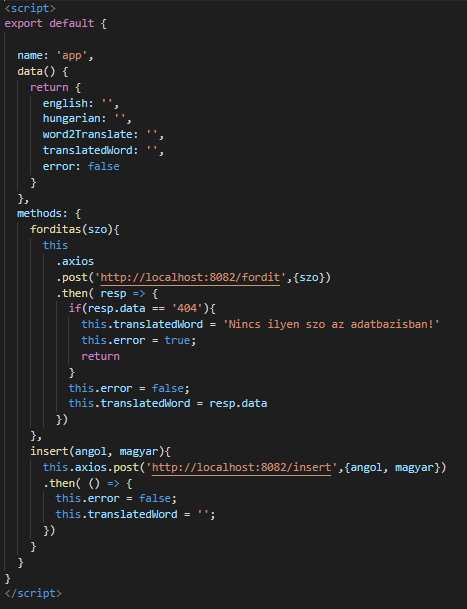 <script>
export default {
name: 'app',
data() {
return {
english: '',
hungarian: '',
word2Translate: '',
translatedWord: '',
error: false
}
},
methods: {
forditas(szo){
this
.axios
.post('http://localhost:8082/fordit',{szo})
.then( resp => {
if(resp.data == '404'){
this.translatedWord = 'Nincs ilyen szo az adatbazisban!'
this.error = true;
return
}
this.error = false;
this.translatedWord = resp.data
})
},
insert(angol, magyar){
this.axios.post('http://localhost:8082/insert',{angol, magyar})
.then( () => {
this.error = false;
this.translatedWord = '';
})
}
}
}
</script>